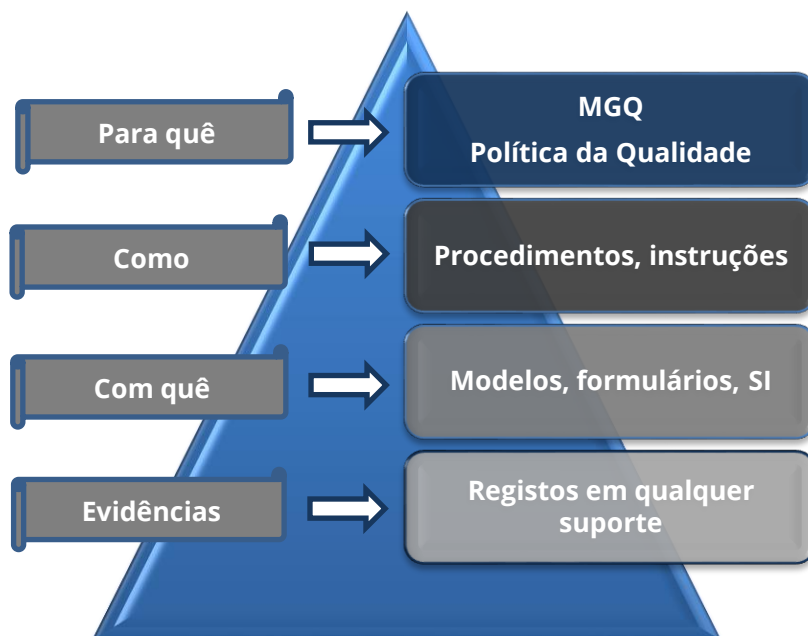 Para quê
MGQ
Política da Qualidade
Como
Procedimentos, instruções
Com quê
Modelos, formulários, SI
Evidências
Registos em qualquer
suporte